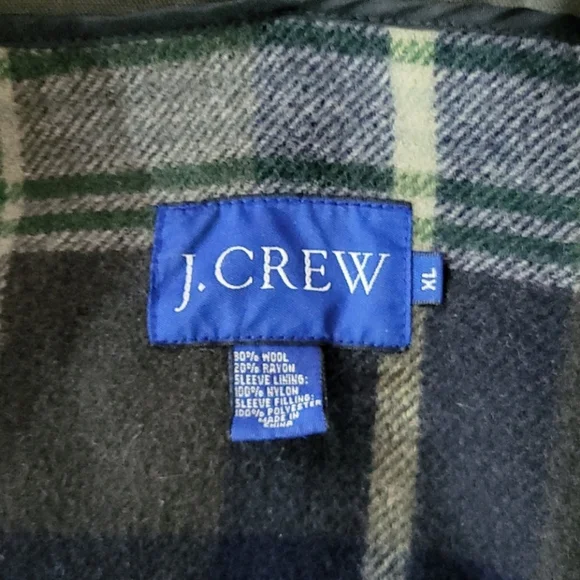 J. CREW
XL
80% WOOL
20% RAYON
SLEEVE LINING:
100% NYLON
SLEEVE FILLING:
100% POLYESTER
MADE IN
CHINA